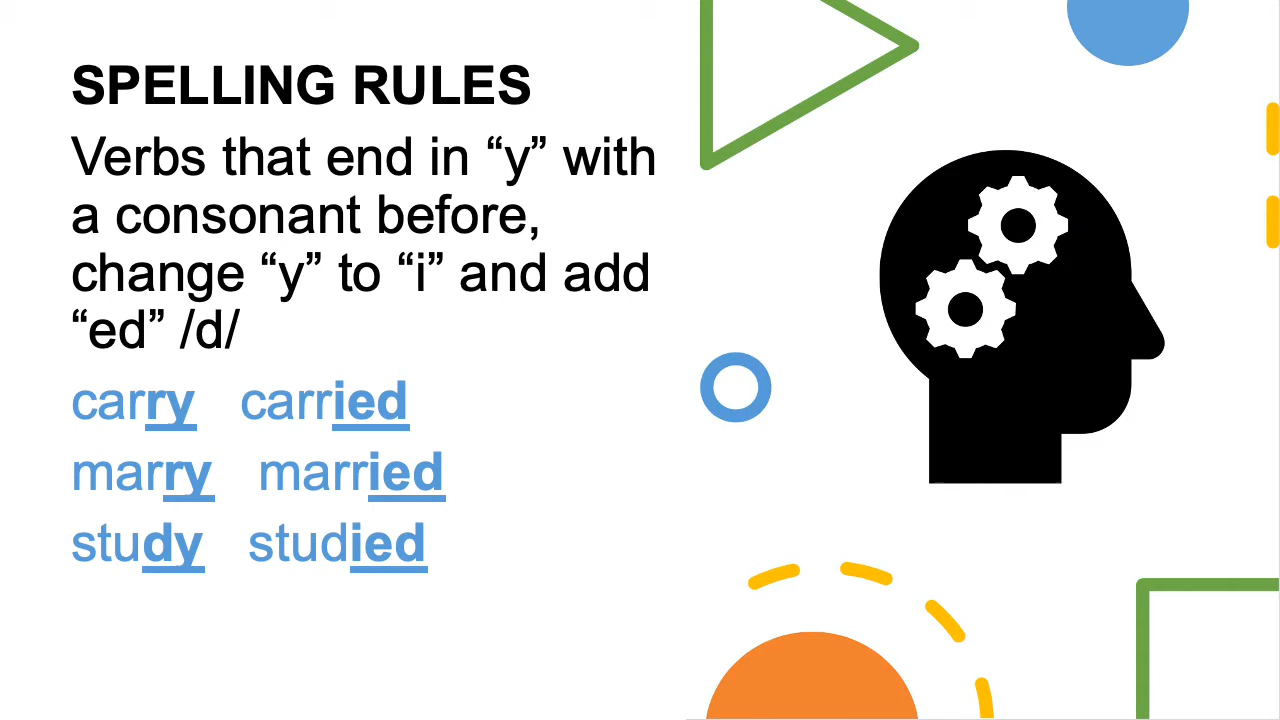 SPELLING RULES
Verbs that end in “y” with
a consonant before,
change “y” to “i” and add
“ed” /d/
carry carried
marry married
study studied